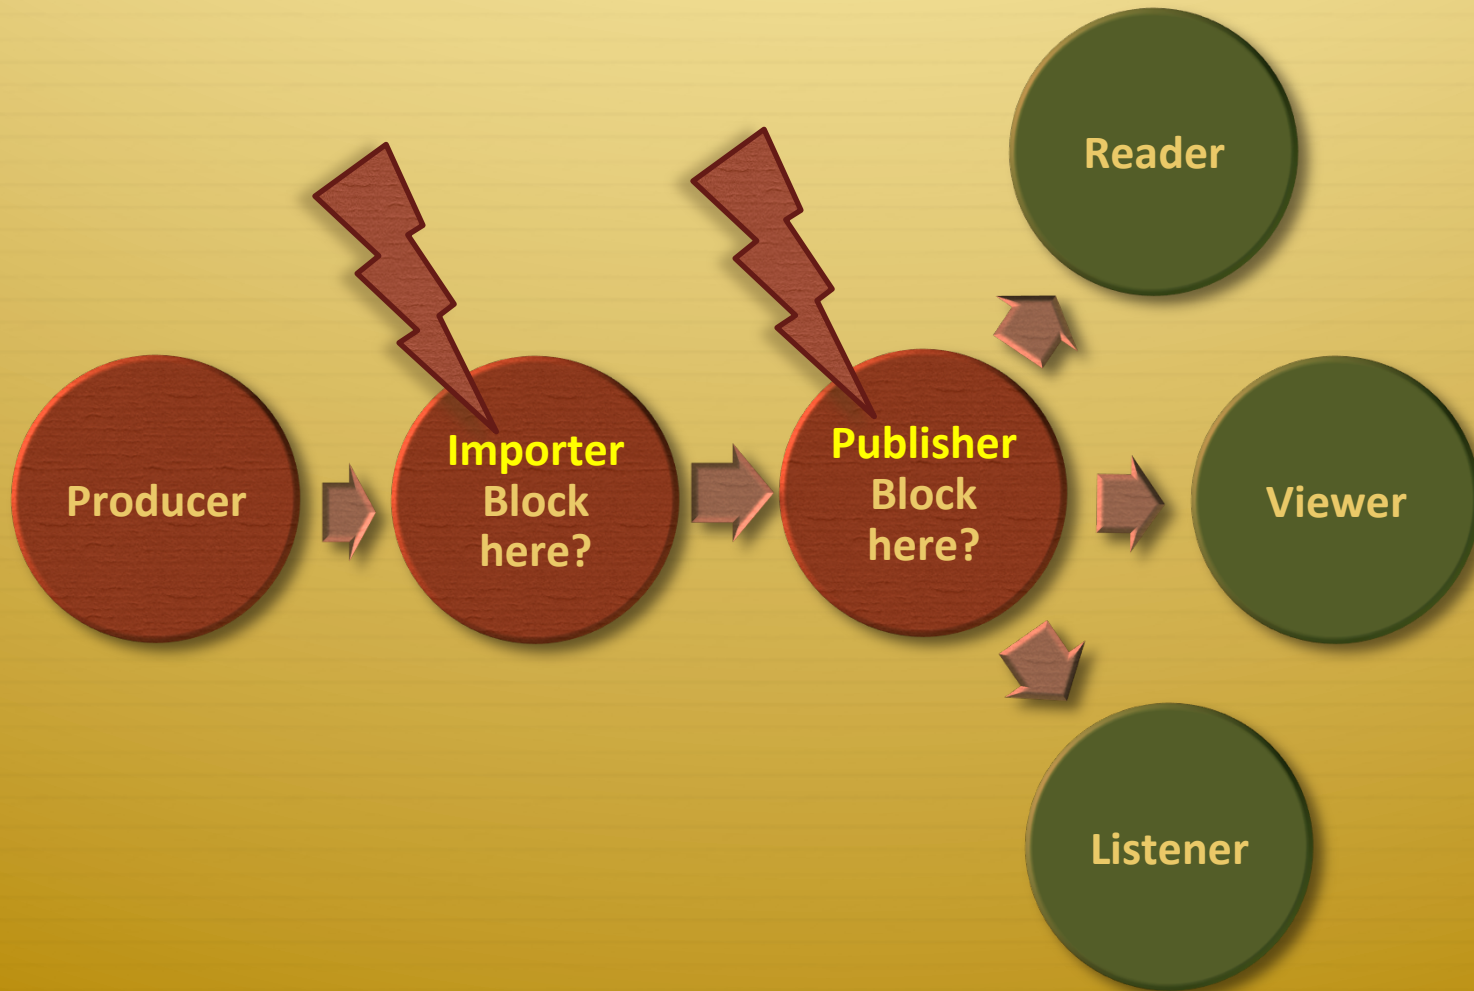 Producer
Importer
Block
here?
Publisher
Block
here?
Reader
Viewer
Listener